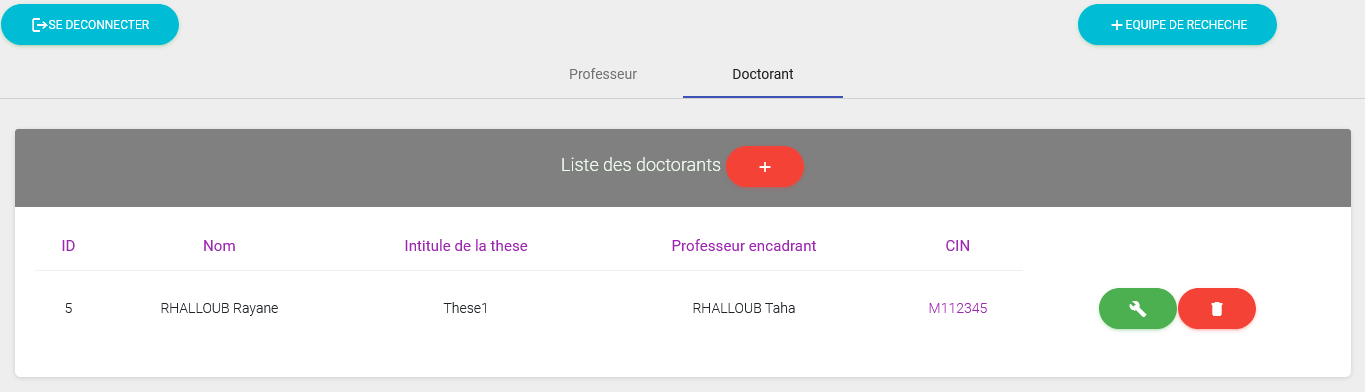 SE DECONNECTER
EQUIPE DE RECHECHE
Professeur
Doctorant
Liste des doctorants
ID Nom Intitule de la these Professeur encadrant CIN
5 RHALLOUB Rayane These1 RHALLOUB Taha M112345